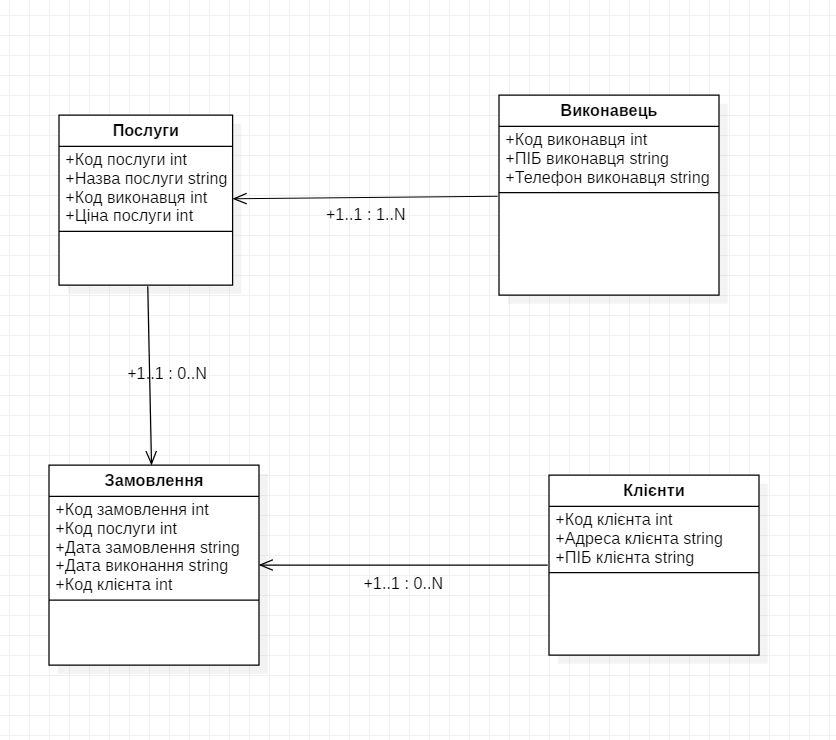 Послуги
+Код послуги int
+Назва послуги string
+Код виконавця int
+Ціна послуги int
Виконавець
+Код виконавця int
+ПІБ виконавця string
+Телефон виконавця string
+1..1 : 1..N
+1..1 : 0..N
Замовлення
+Код замовлення int
+Код послуги int
+Дата замовлення string
+Дата виконання string
+Код клієнта int
Клієнти
+Код клієнта int
+Адреса клієнта string
+ПІБ клієнта string
+1..1 : 0..N